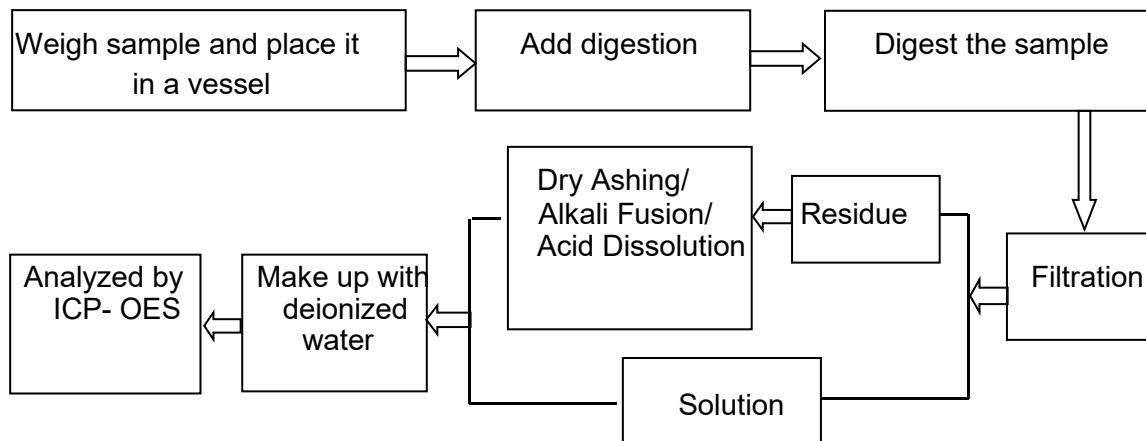 Weigh sample and place it
in a vessel
Add digestion
Digest the sample
Dry Ashing/
Alkali Fusion/
Acid Dissolution
Residue
Filtration
Analyzed by
ICP- OES
Make up with
deionized
water
Solution